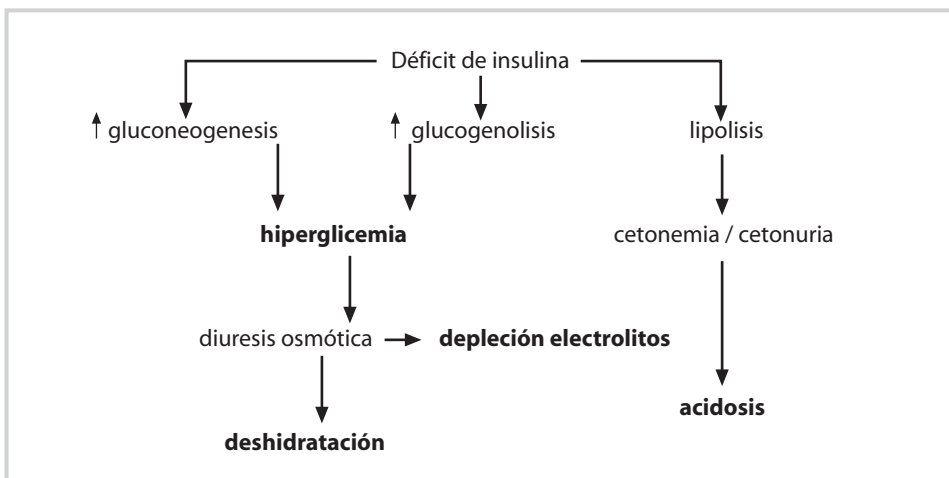 Déficit de insulina
↑ gluconeogenesis
↑ glucogenolisis
lipolisis
hiperglicemia
cetonemia / cetonuria
diuresis osmótica
depleción electrolitos
acidosis
deshidratación